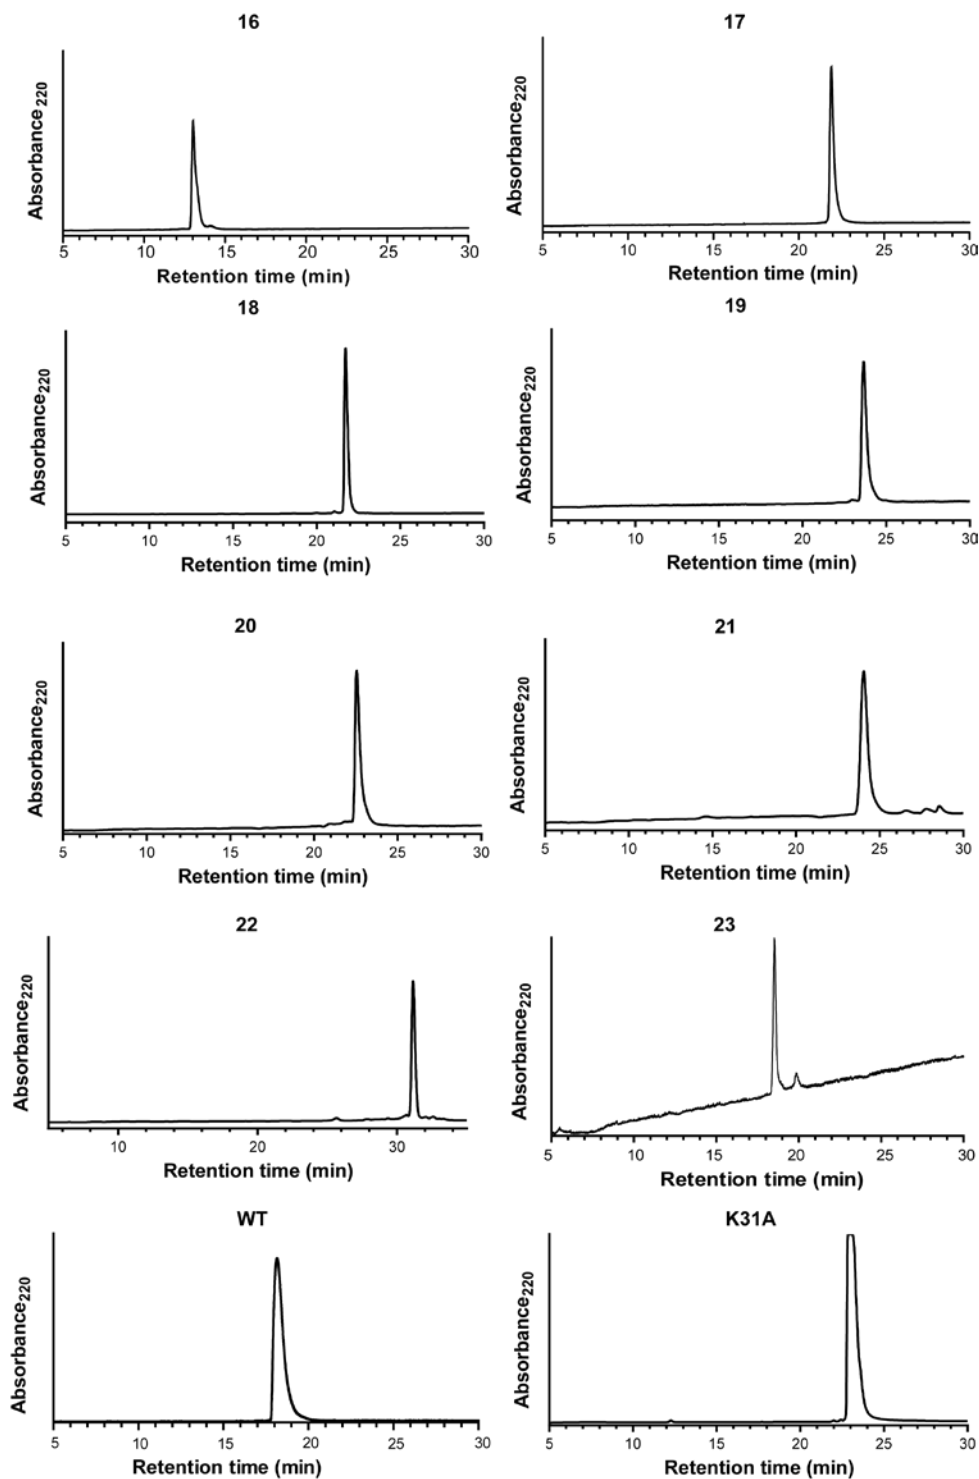 16
Absorbance220
5 10 15 20 25 30
Retention time (min)
17
Absorbance220
5 10 15 20 25 30
Retention time (min)
18
Absorbance220
5 10 15 20 25 30
Retention time (min)
19
Absorbance220
5 10 15 20 25 30
Retention time (min)
20
Absorbance220
5 10 15 20 25 30
Retention time (min)
21
Absorbance220
5 10 15 20 25 30
Retention time (min)
22
Absorbance220
10 20 30
Retention time (min)
23
Absorbance220
5 10 15 20 25 30
Retention time (min)
WT
Absorbance220
5 10 15 20 25 30
Retention time (min)
K31A
Absorbance220
5 10 15 20 25 30
Retention time (min)